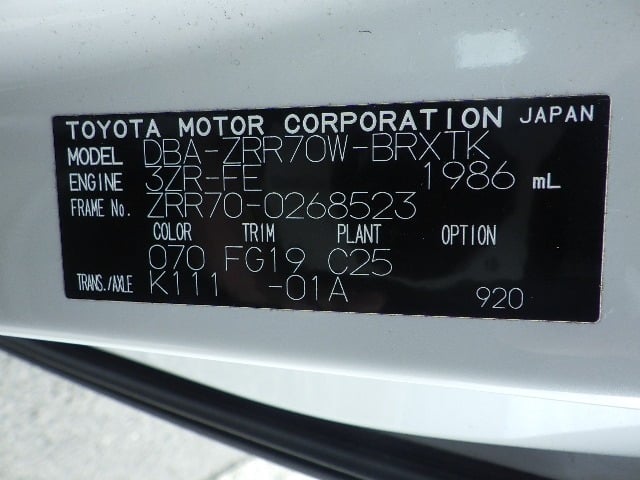 TOYOTA MOTOR CORPORATION JAPAN
MODEL DBA-ZRR70W-BRXTK
ENGINE 3ZR-FE 1986 mL
FRAME No. ZRR70-0268523
COLOR TRIM PLANT OPTION
070 FG19 C25
TRANS./AXLE K111 -01A 920